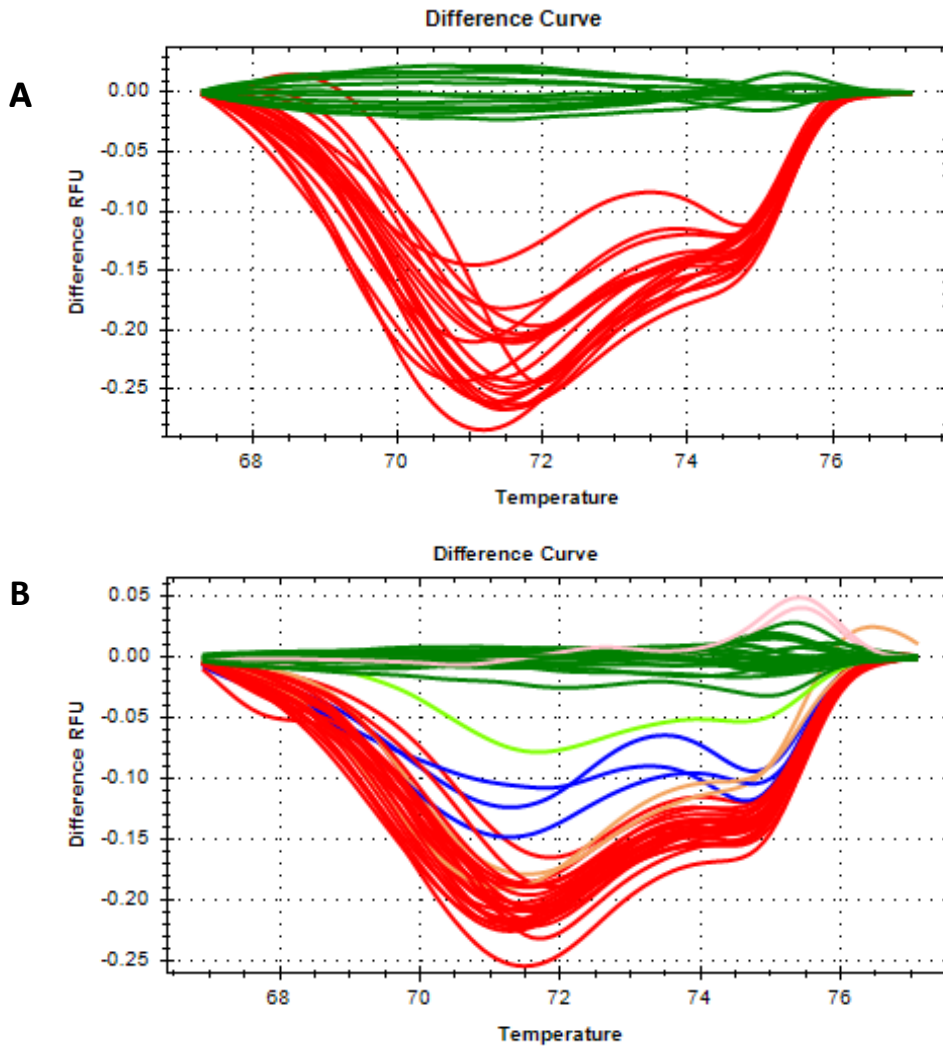 Difference Curve
A
0.00
-0.05
-0.10
-0.15
-0.20
-0.25
Difference RFU
68 70 72 74 76
Temperature
Difference Curve
B
0.05
0.00
-0.05
-0.10
-0.15
-0.20
-0.25
Difference RFU
68 70 72 74 76
Temperature